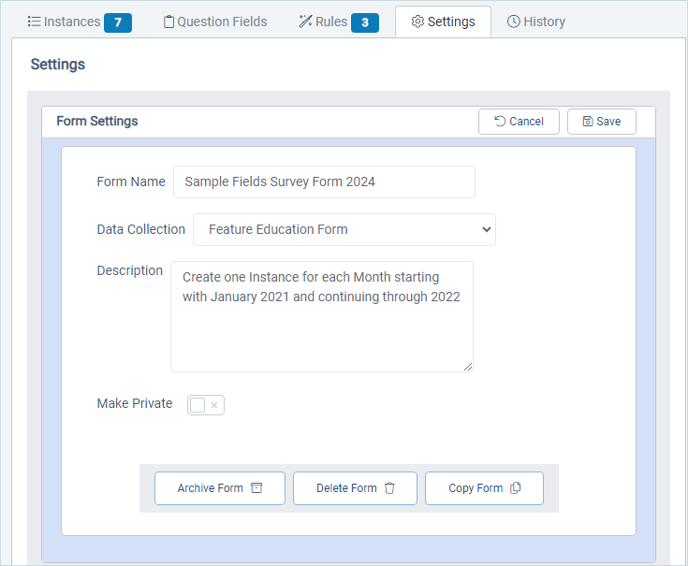 Instances 7 Question Fields Rules 3 Settings History
Settings
Form Settings Cancel Save
Form Name Sample Fields Survey Form 2024
Data Collection Feature Education Form
Description Create one Instance for each Month starting
with January 2021 and continuing through 2022
Make Private
Archive Form Delete Form Copy Form